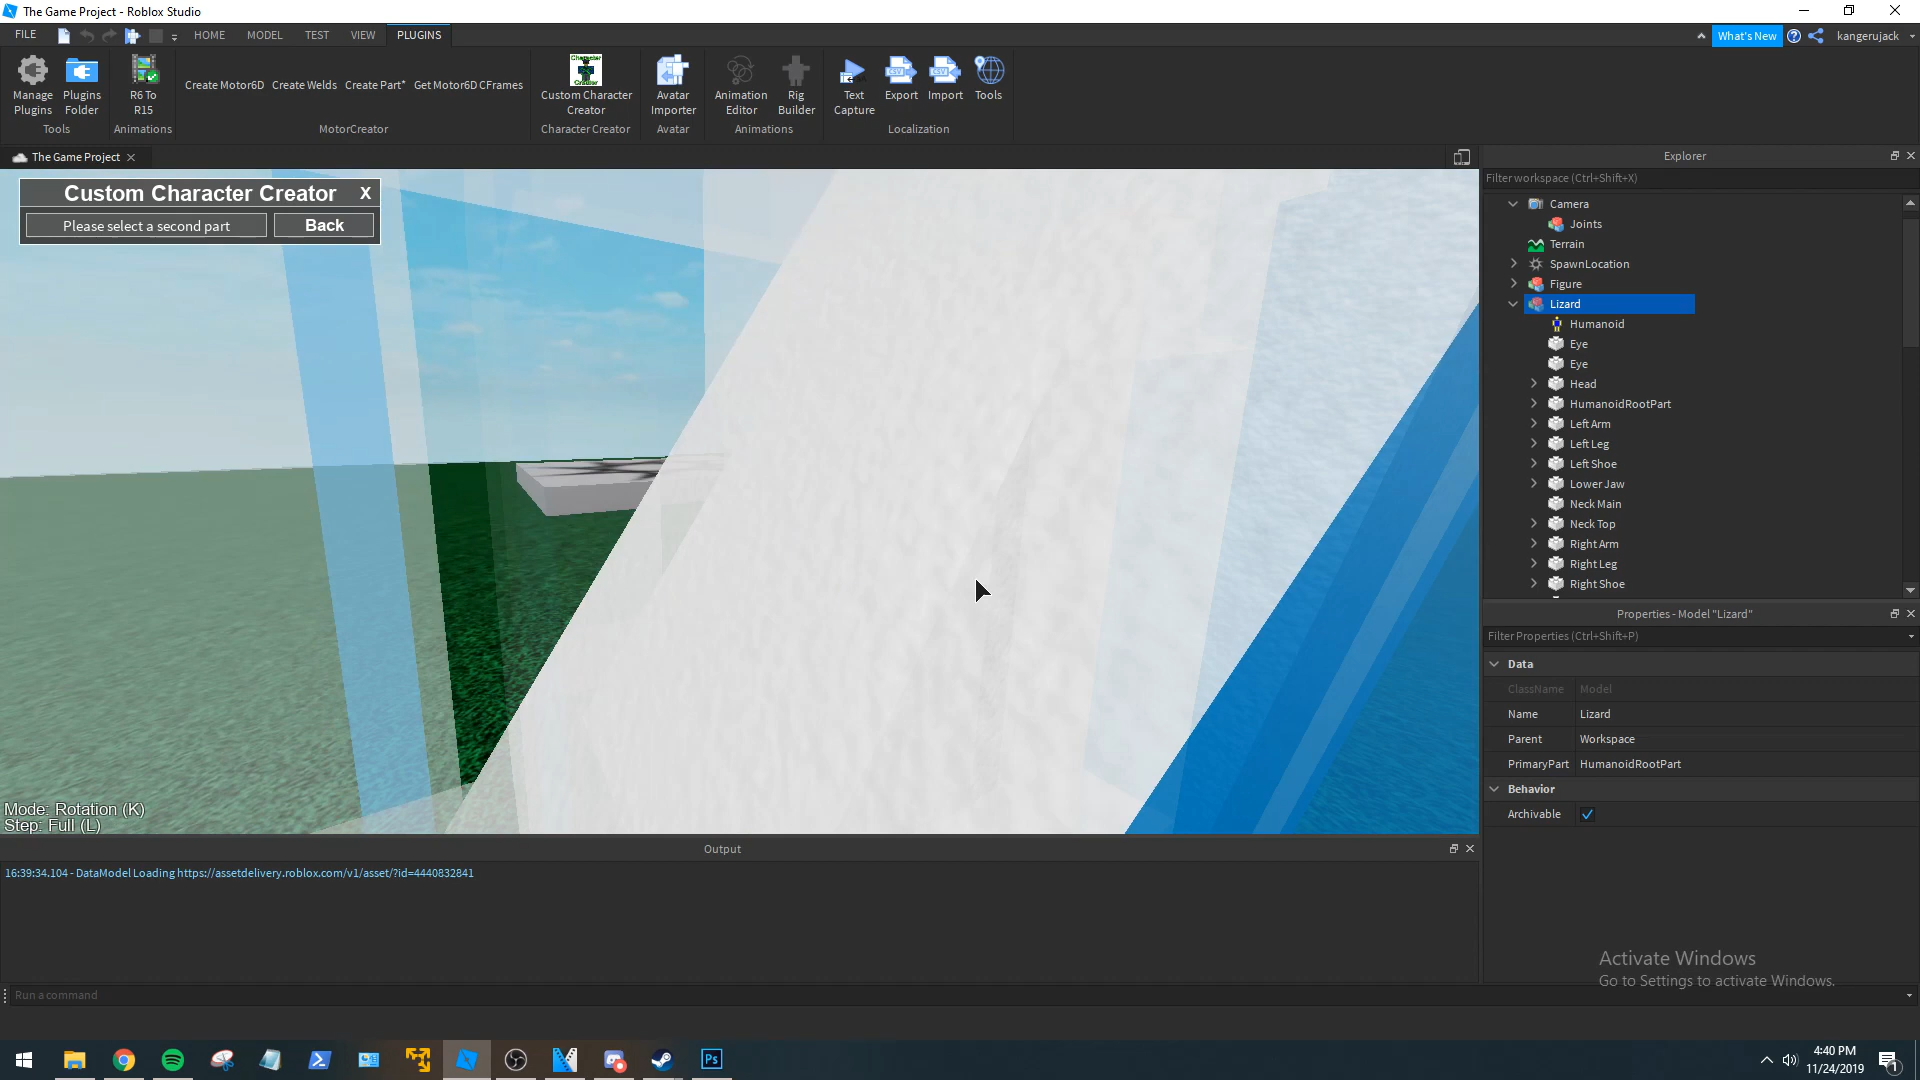 The Game Project - Roblox Studio
FILE
HOME
MODEL
TEST
VIEW
PLUGINS
What's New
kangerujack
Manage Plugins
Plugins Folder
Tools
R6 To R15
Animations
Create Motor6D
Create Welds
Create Part*
Get Motor6D CFrames
MotorCreator
Custom Character Creator
Character Creator
Avatar Importer
Avatar
Animation Editor
Rig Builder
Animations
Text Capture
Export
Import
Tools
Localization
The Game Project
Custom Character Creator
X
Please select a second part
Back
Mode: Rotation (K)
Step: Full (L)
Explorer
Filter workspace (Ctrl+Shift+X)
Camera
Joints
Terrain
SpawnLocation
Figure
Lizard
Humanoid
Eye
Eye
Head
HumanoidRootPart
Left Arm
Left Leg
Left Shoe
Lower Jaw
Neck Main
Neck Top
Right Arm
Right Leg
Right Shoe
Properties - Model "Lizard"
Filter Properties (Ctrl+Shift+P)
Data
ClassName Model
Name Lizard
Parent Workspace
PrimaryPart HumanoidRootPart
Behavior
Archivable
Output
16:39:34.104 - DataModel Loading https://assetdelivery.roblox.com/v1/asset/?id=4440832841
Activate Windows
Go to Settings to activate Windows.
Run a command
Ps
4:40 PM
11/24/2019
1